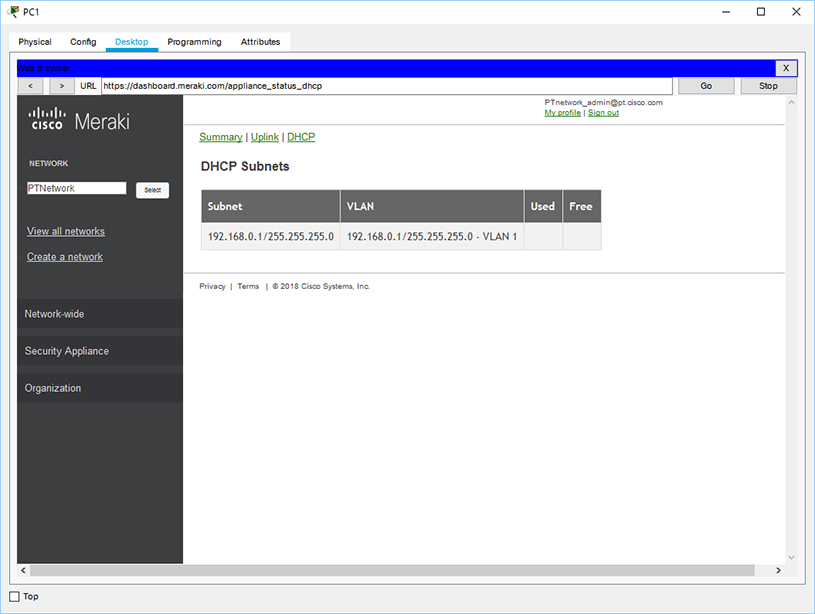 PC1
Physical Config Desktop Programming Attributes
Web Browser X
< > URL https://dashboard.meraki.com/appliance_status_dhcp Go Stop
cisco Meraki
PTnetwork_admin@pt.cisco.com
My profile | Sign out
Summary | Uplink | DHCP
NETWORK
DHCP Subnets
PTNetwork Select
Subnet VLAN Used Free
192.168.0.1/255.255.255.0 192.168.0.1/255.255.255.0 - VLAN 1
View all networks
Create a network
Privacy | Terms | © 2018 Cisco Systems, Inc.
Network-wide
Security Appliance
Organization
Top